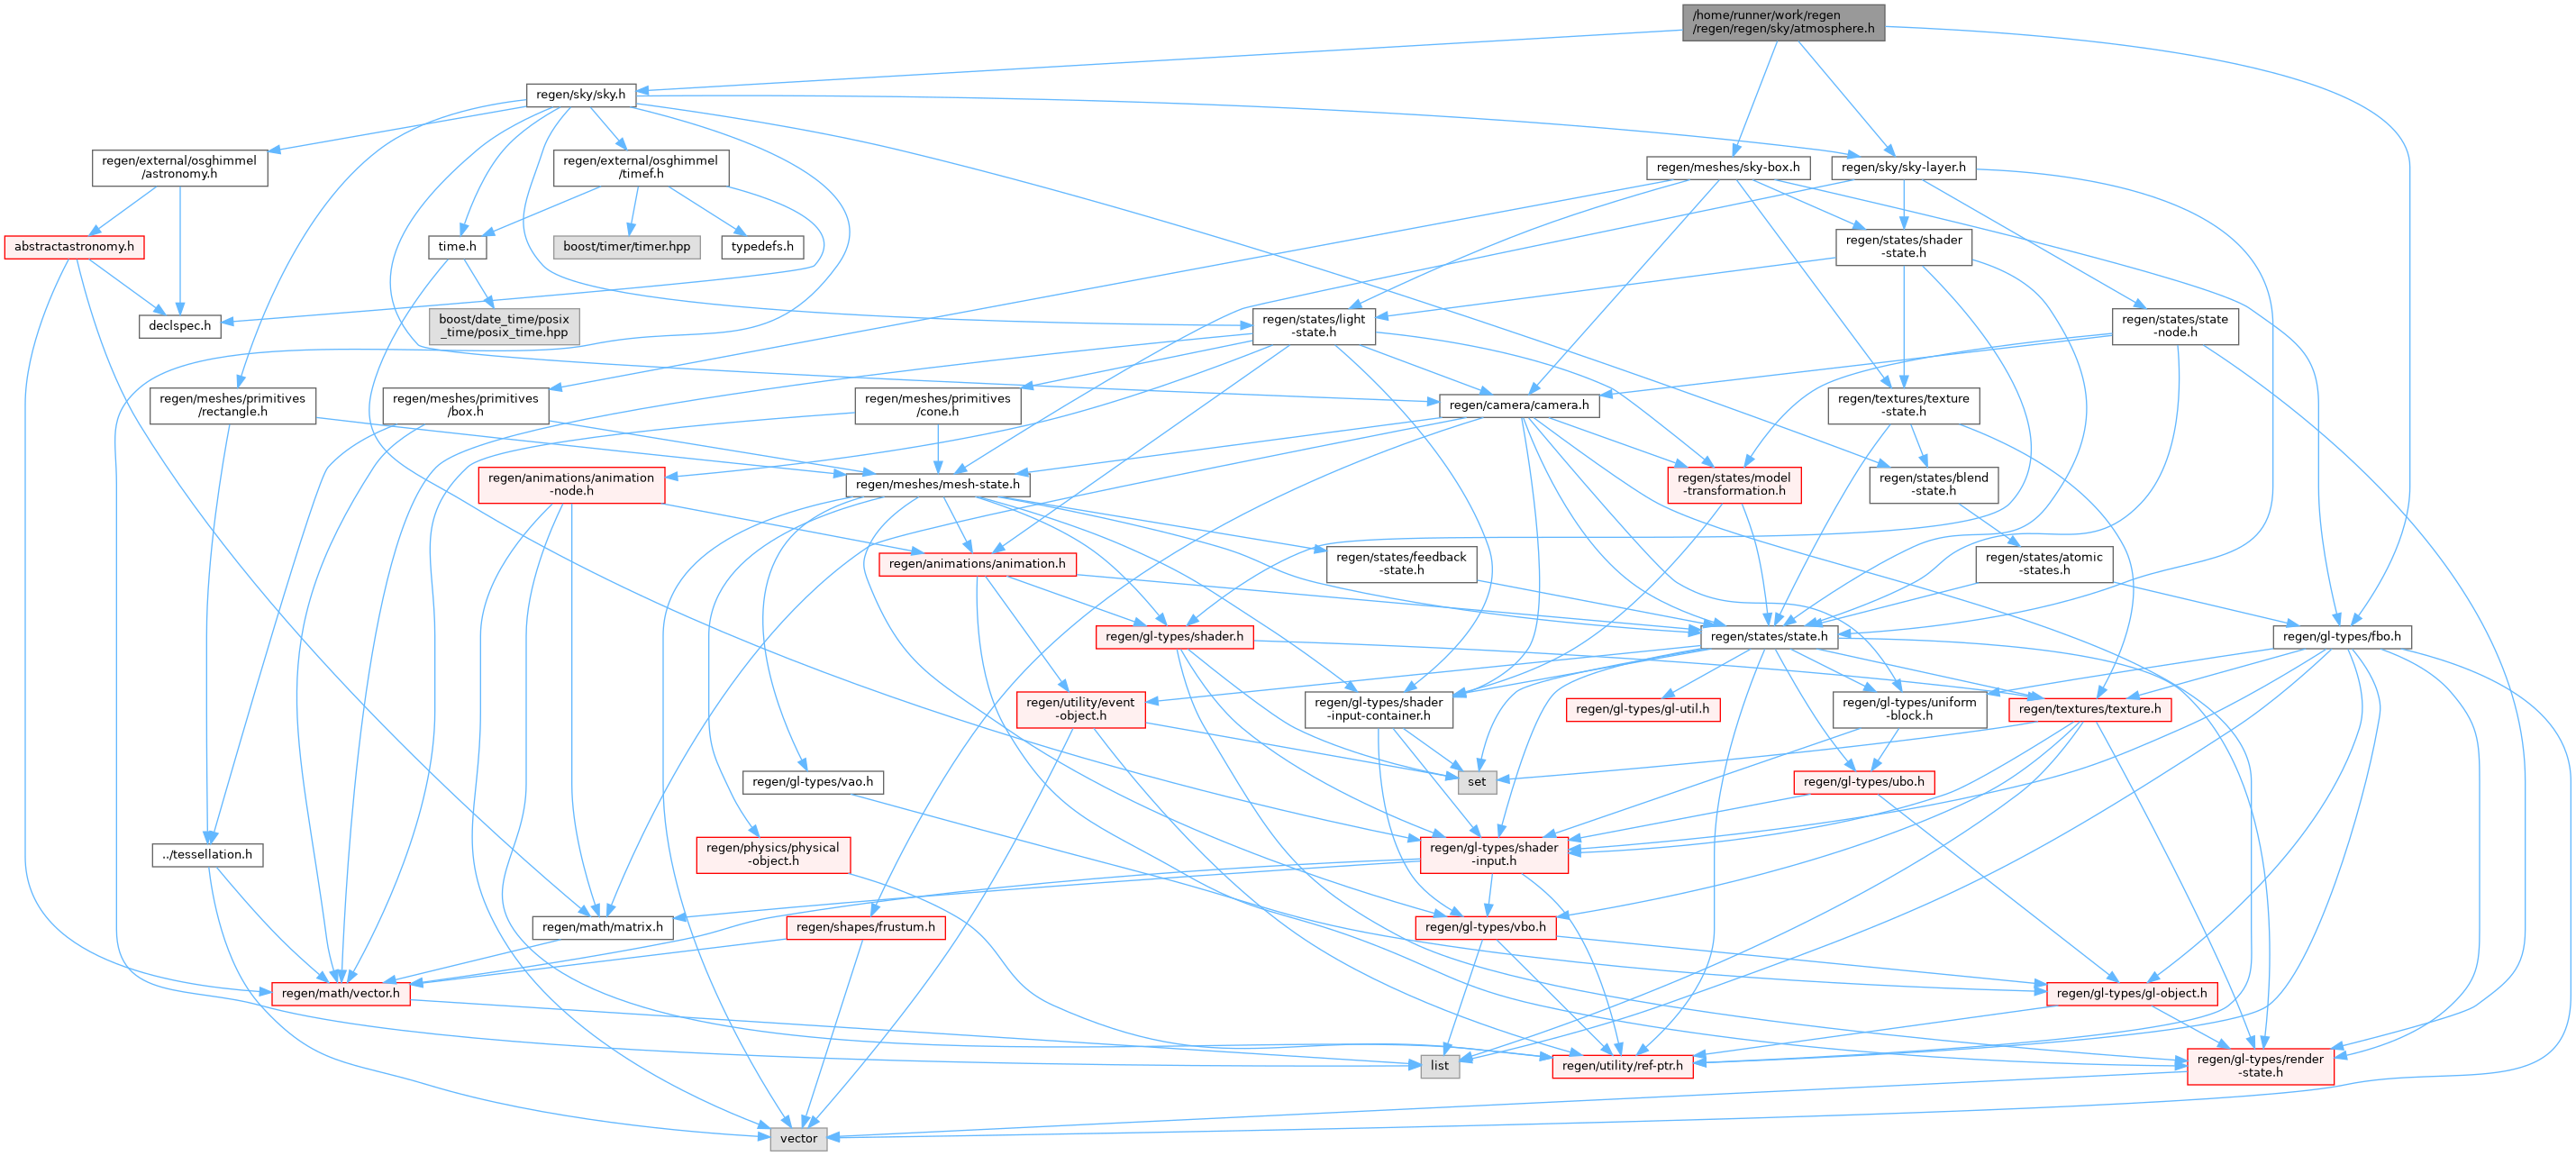 /home/runner/work/regen
/regen/regen/sky/atmosphere.h
regen/sky/sky.h
regen/external/osghimmel
/astronomy.h
regen/external/osghimmel
/timef.h
regen/meshes/sky-box.h
regen/sky/sky-layer.h
abstractastronomy.h
time.h
boost/timer/timer.hpp
typedefs.h
regen/states/shader
-state.h
declspec.h
boost/date_time/posix
_time/posix_time.hpp
regen/states/light
-state.h
regen/states/state
-node.h
regen/meshes/primitives
/rectangle.h
regen/meshes/primitives
/box.h
regen/meshes/primitives
/cone.h
regen/camera/camera.h
regen/textures/texture
-state.h
regen/animations/animation
-node.h
regen/meshes/mesh-state.h
regen/states/model
-transformation.h
regen/states/blend
-state.h
regen/animations/animation.h
regen/states/feedback
-state.h
regen/states/atomic
-states.h
regen/gl-types/shader.h
regen/states/state.h
regen/gl-types/fbo.h
regen/utility/event
-object.h
regen/gl-types/shader
-input-container.h
regen/gl-types/gl-util.h
regen/gl-types/uniform
-block.h
regen/textures/texture.h
regen/gl-types/vao.h
set
regen/gl-types/ubo.h
../tessellation.h
regen/physics/physical
-object.h
regen/gl-types/shader
-input.h
regen/math/matrix.h
regen/shapes/frustum.h
regen/gl-types/vbo.h
regen/math/vector.h
regen/gl-types/gl-object.h
list
regen/utility/ref-ptr.h
regen/gl-types/render
-state.h
vector